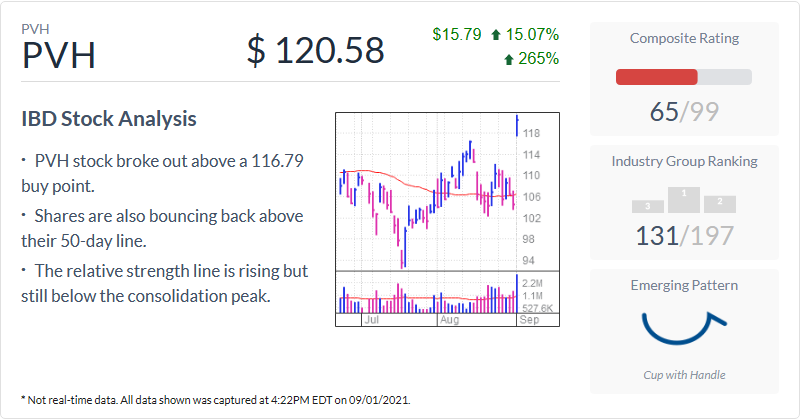 PVH
PVH
$ 120.58
$15.79 15.07%
265%
IBD Stock Analysis
· PVH stock broke out above a 116.79
buy point.
· Shares are also bouncing back above
their 50-day line.
· The relative strength line is rising but
still below the consolidation peak.
118
114
110
106
102
98
94
2.2M
1.1M
527.6K
Jul Aug Sep
Composite Rating
65/99
Industry Group Ranking
3 1 2
131/197
Emerging Pattern
Cup with Handle
* Not real-time data. All data shown was captured at 4:22PM EDT on 09/01/2021.